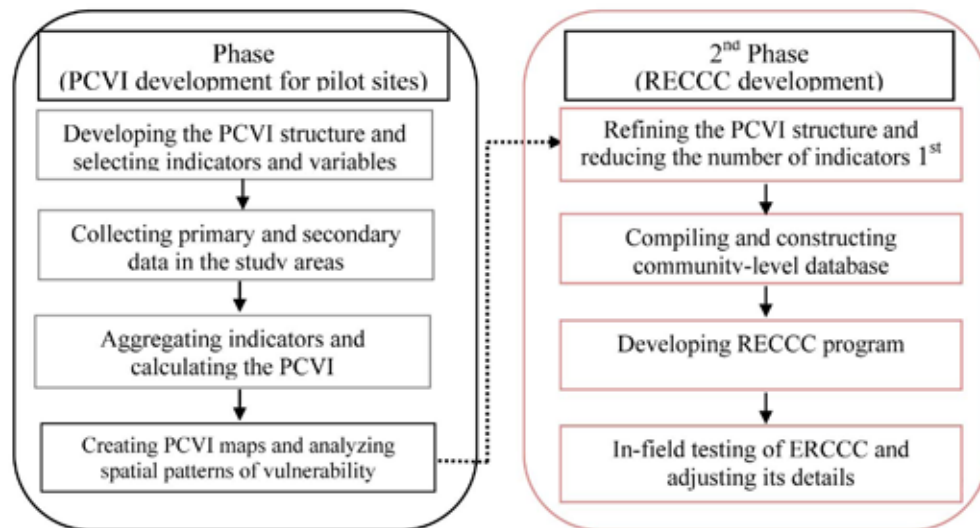 Phase
(PCVI development for pilot sites)
Developing the PCVI structure and
selecting indicators and variables
Collecting primary and secondary
data in the study areas
Aggregating indicators and
calculating the PCVI
Creating PCVI maps and analyzing
spatial patterns of vulnerability
2nd Phase
(RECCC development)
Refining the PCVI structure and
reducing the number of indicators 1st
Compiling and constructing
community-level database
Developing RECCC program
In-field testing of ERCCC and
adjusting its details